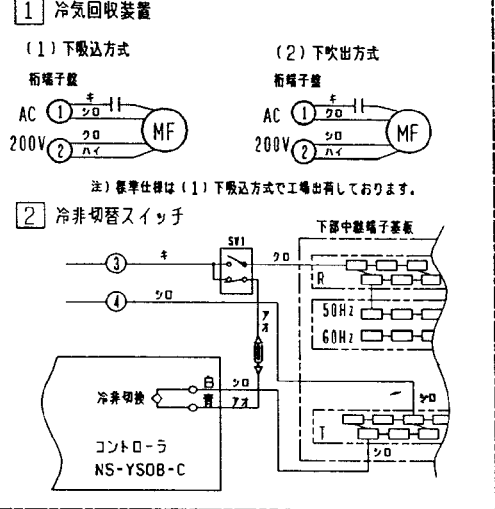 1 冷気回収装置
(1)下吸込方式
(2)下吹出方式
桁端子盤
桁端子盤
AC 1 キ
シロ
MF
200V 2 クロ
ハイ
AC 1 キ
クロ
MF
200V 2 シロ
ハイ
注)標準仕様は(1)下吸込方式で工場出荷しております。
2 冷非切替スイッチ
下部中継端子基板
SW1
3 キ
クロ
R
4 シロ
アオ
50Hz
60Hz
冷非切換
白 シロ
青 アオ
シロ
T
シロ
コントローラ
NS-YSOB-C